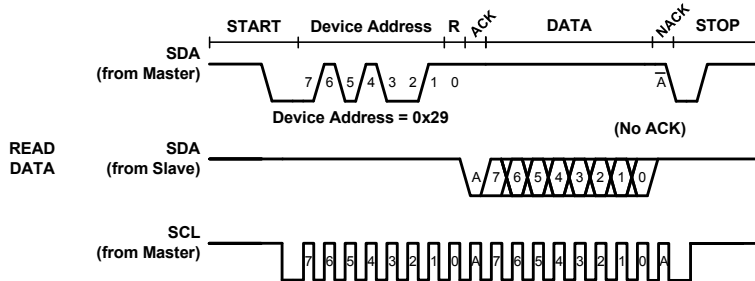 START Device Address R ACK DATA NACK STOP
SDA
(from Master)
7 6 5 4 3 2 1 0 A
Device Address = 0x29
(No ACK)
READ
DATA
SDA
(from Slave)
A 7 6 5 4 3 2 1 0
SCL
(from Master)
7 6 5 4 3 2 1 0 A 7 6 5 4 3 2 1 0 A